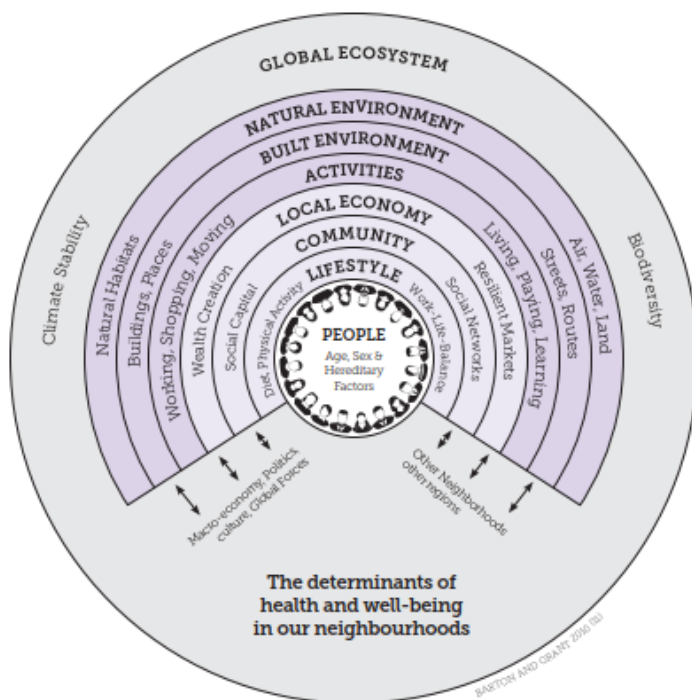 GLOBAL ECOSYSTEM
NATURAL ENVIRONMENT
BUILT ENVIRONMENT
ACTIVITIES
LOCAL ECONOMY
COMMUNITY
LIFESTYLE
PEOPLE
Age, Sex &
Hereditary
Factors
Climate Stability
Natural Habitats
Buildings, Places
Working, Shopping, Moving
Wealth Creation
Social Capital
Diet, Physical Activity
Work-Life-Balance
Social Networks
Resilient Markets
Living, Playing, Learning
Streets, Routes
Air, Water, Land
Biodiversity
Macro-economy, Politics,
culture, Global Forces
Other Neighborhoods
other regions
The determinants of
health and well-being
in our neighbourhoods
BARTON AND GRANT 2010